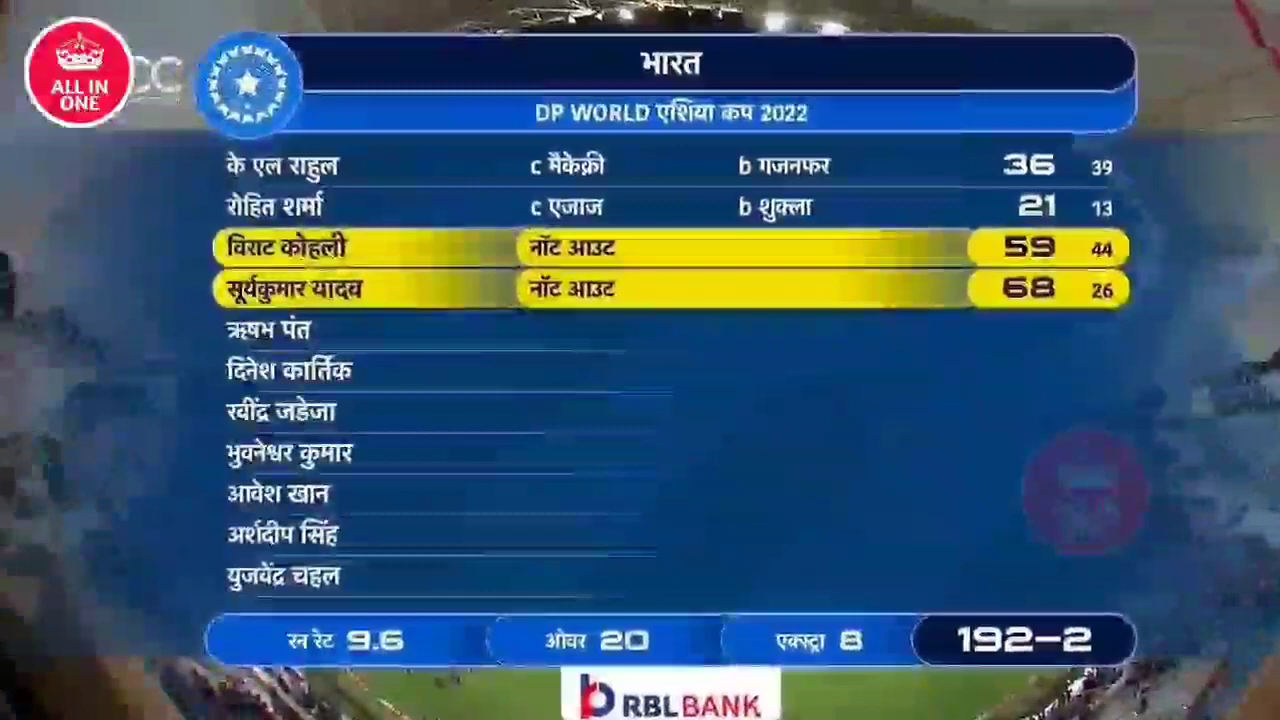 ALL IN
ONE
भारत
DP WORLD एशिया कप 2022
के एल राहुल c मैकेक्नी b गजनफर 36 39
रोहित शर्मा c एजाज b शुक्ला 21 13
विराट कोहली नॉट आउट 59 44
सूर्यकुमार यादव नॉट आउट 68 26
ऋषभ पंत
दिनेश कार्तिक
रवींद्र जडेजा
भुवनेश्वर कुमार
आवेश खान
अर्शदीप सिंह
युजवेंद्र चहल
रन रेट 9.6 ओवर 20 एक्स्ट्रा 8 192-2
RBL BANK